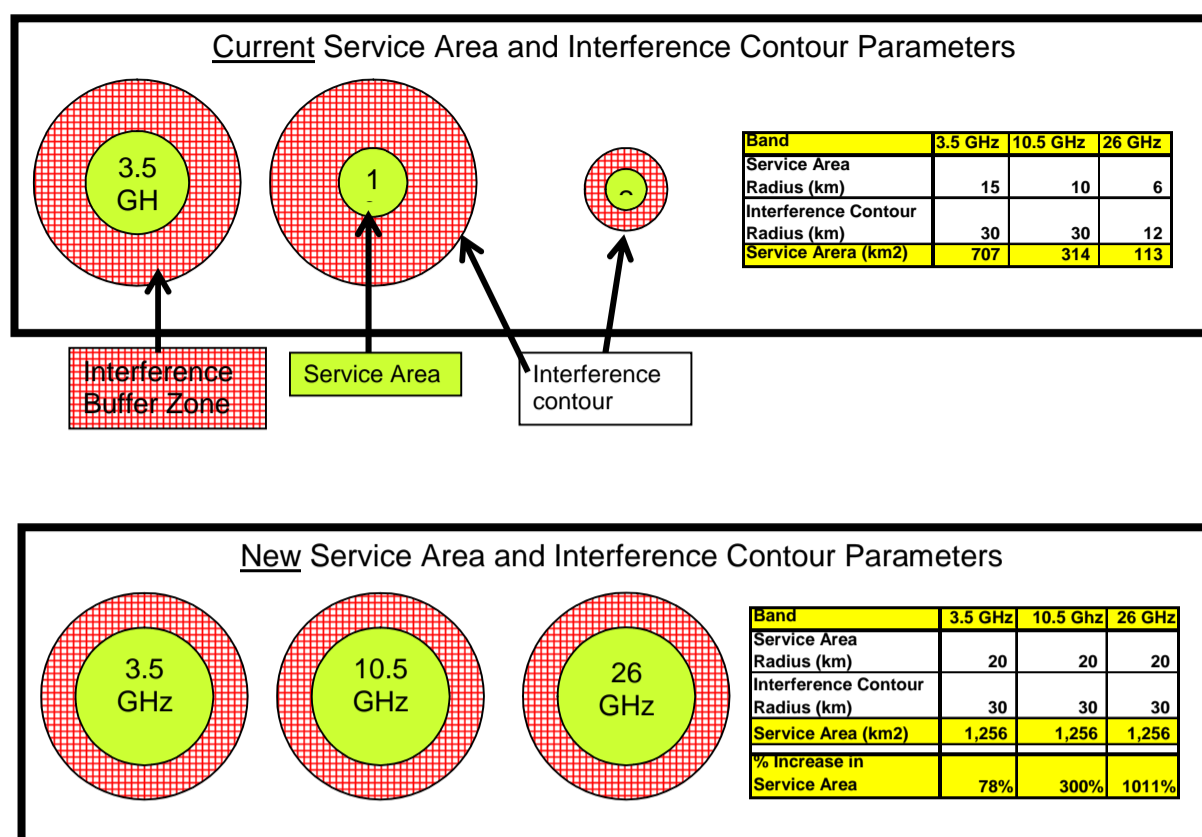 Current Service Area and Interference Contour Parameters
3.5
GH
1
Band 3.5 GHz 10.5 GHz 26 GHz
Service Area
Radius (km) 15 10 6
Interference Contour
Radius (km) 30 30 12
Service Arera (km2) 707 314 113
Interference
Buffer Zone
Service Area
Interference
contour
New Service Area and Interference Contour Parameters
3.5
GHz
10.5
GHz
26
GHz
Band 3.5 GHz 10.5 Ghz 26 GHz
Service Area
Radius (km) 20 20 20
Interference Contour
Radius (km) 30 30 30
Service Area (km2) 1,256 1,256 1,256
% Increase in
Service Area 78% 300% 1011%